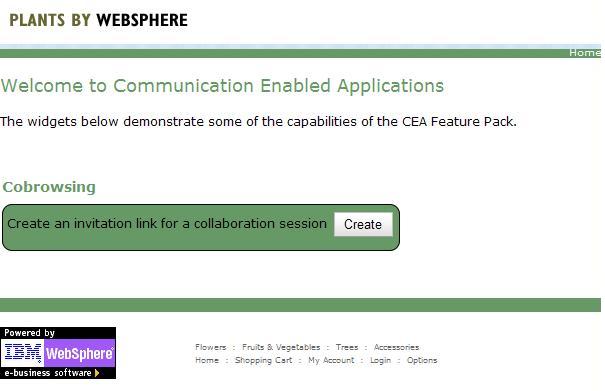 PLANTS BY WEBSPHERE
Home
Welcome to Communication Enabled Applications
The widgets below demonstrate some of the capabilities of the CEA Feature Pack.
Cobrowsing
Create an invitation link for a collaboration session Create
Powered by
IBM WebSphere
e-business software
Flowers : Fruits & Vegetables : Trees : Accessories
Home : Shopping Cart : My Account : Login : Options